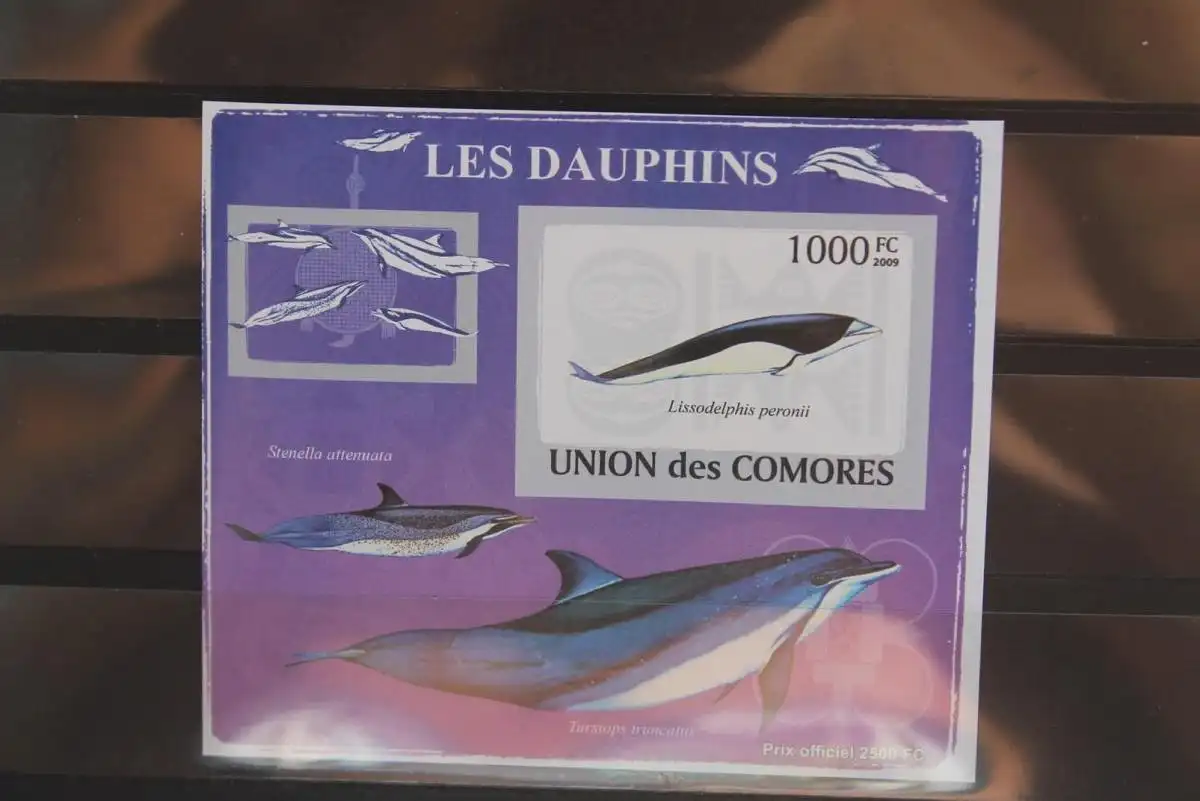 LES DAUPHINS
1000 FC
2009
Lissodelphis peronii
UNION des COMORES
Stenella attenuata
Tursiops truncatus
Prix officiel 2500 FC